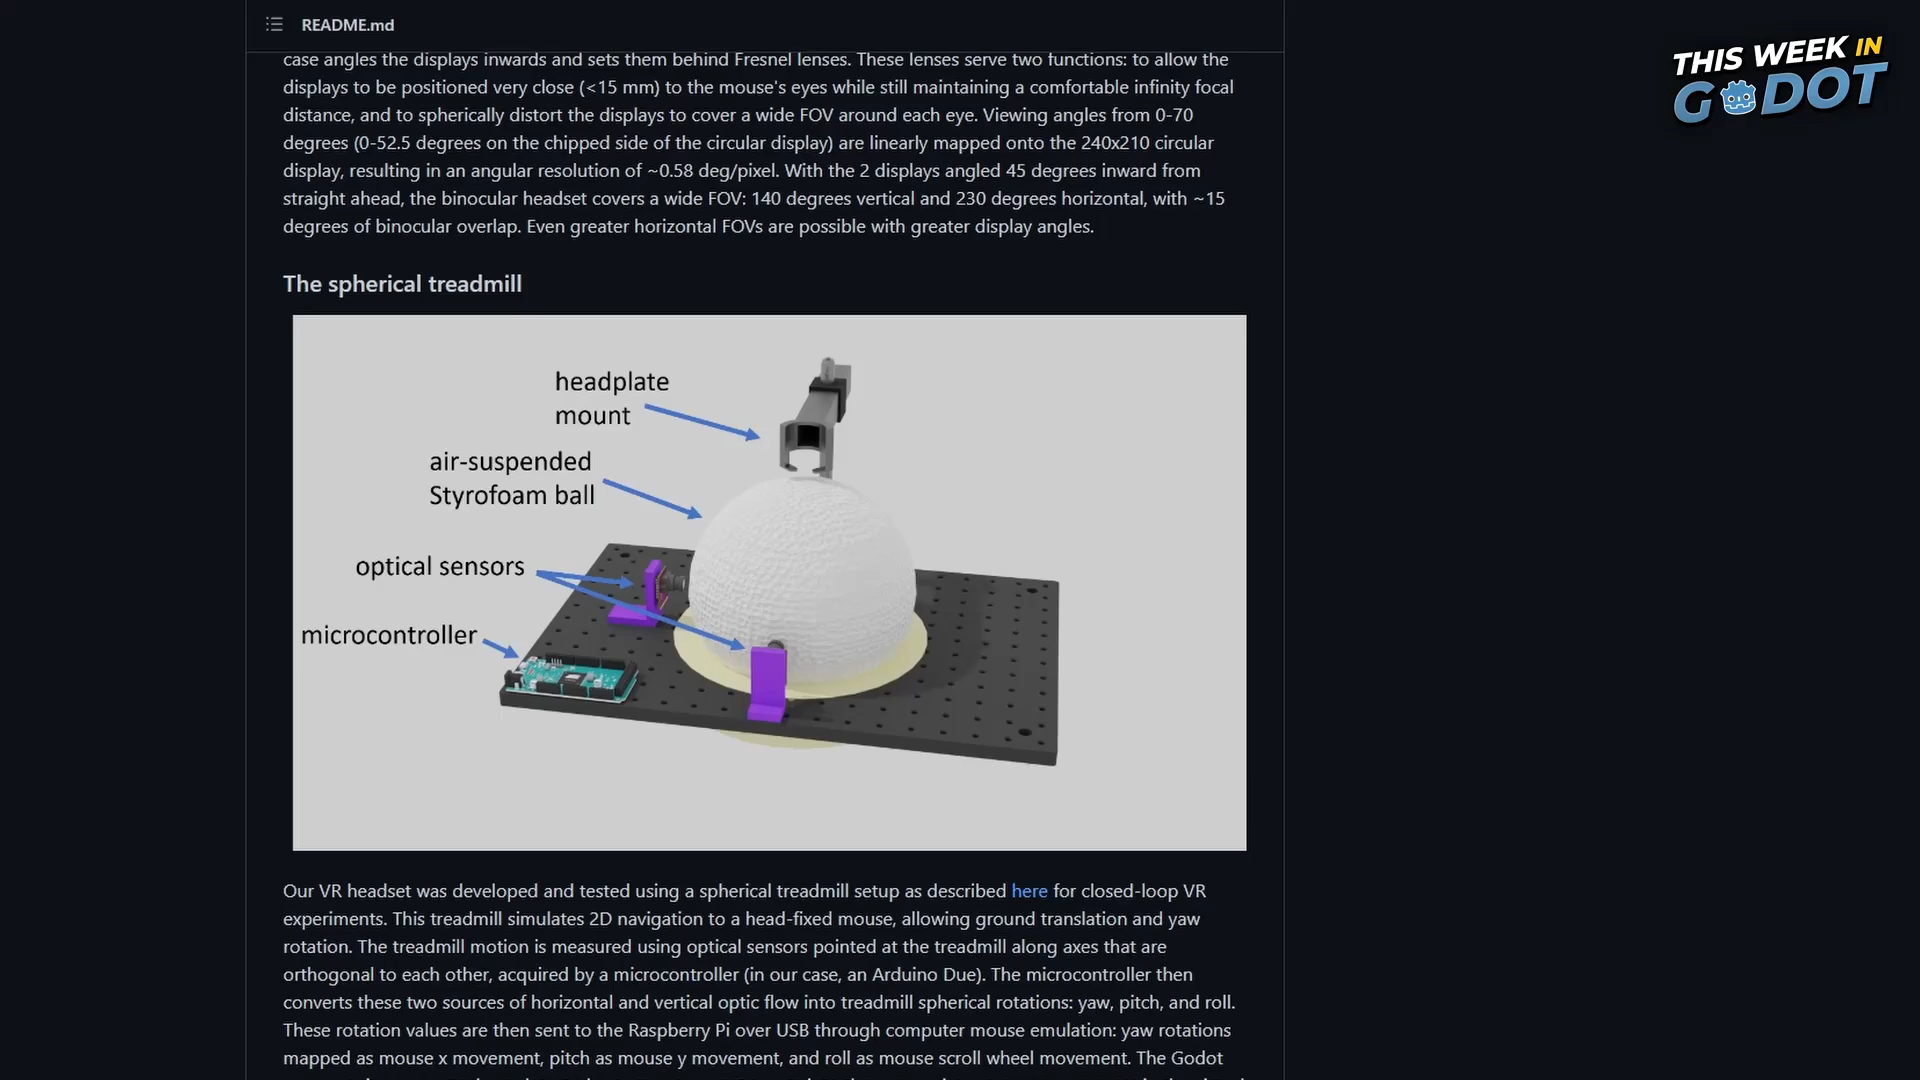 README.md
THIS WEEK IN
GODOT
case angles the displays inwards and sets them behind Fresnel lenses. These lenses serve two functions: to allow the
displays to be positioned very close (<15 mm) to the mouse's eyes while still maintaining a comfortable infinity focal
distance, and to spherically distort the displays to cover a wide FOV around each eye. Viewing angles from 0-70
degrees (0-52.5 degrees on the chipped side of the circular display) are linearly mapped onto the 240x210 circular
display, resulting in an angular resolution of ~0.58 deg/pixel. With the 2 displays angled 45 degrees inward from
straight ahead, the binocular headset covers a wide FOV: 140 degrees vertical and 230 degrees horizontal, with ~15
degrees of binocular overlap. Even greater horizontal FOVs are possible with greater display angles.
The spherical treadmill
headplate
mount
air-suspended
Styrofoam ball
optical sensors
microcontroller
Our VR headset was developed and tested using a spherical treadmill setup as described here for closed-loop VR
experiments. This treadmill simulates 2D navigation to a head-fixed mouse, allowing ground translation and yaw
rotation. The treadmill motion is measured using optical sensors pointed at the treadmill along axes that are
orthogonal to each other, acquired by a microcontroller (in our case, an Arduino Due). The microcontroller then
converts these two sources of horizontal and vertical optic flow into treadmill spherical rotations: yaw, pitch, and roll.
These rotation values are then sent to the Raspberry Pi over USB through computer mouse emulation: yaw rotations
mapped as mouse x movement, pitch as mouse y movement, and roll as mouse scroll wheel movement. The Godot